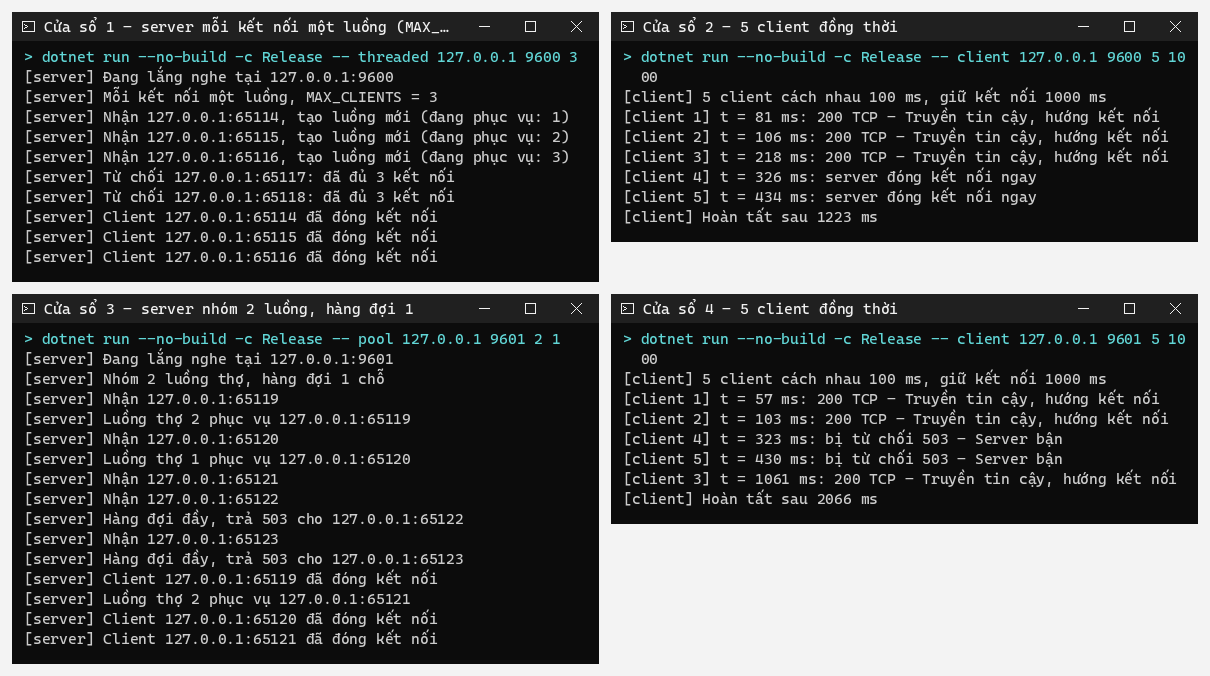 Cửa sổ 1 – server mỗi kết nối một luồng (MAX_…
> dotnet run --no-build -c Release -- threaded 127.0.0.1 9600 3
[server] Đang lắng nghe tại 127.0.0.1:9600
[server] Mỗi kết nối một luồng, MAX_CLIENTS = 3
[server] Nhận 127.0.0.1:65114, tạo luồng mới (đang phục vụ: 1)
[server] Nhận 127.0.0.1:65115, tạo luồng mới (đang phục vụ: 2)
[server] Nhận 127.0.0.1:65116, tạo luồng mới (đang phục vụ: 3)
[server] Từ chối 127.0.0.1:65117: đã đủ 3 kết nối
[server] Từ chối 127.0.0.1:65118: đã đủ 3 kết nối
[server] Client 127.0.0.1:65114 đã đóng kết nối
[server] Client 127.0.0.1:65115 đã đóng kết nối
[server] Client 127.0.0.1:65116 đã đóng kết nối
Cửa sổ 2 – 5 client đồng thời
> dotnet run --no-build -c Release -- client 127.0.0.1 9600 5 10
00
[client] 5 client cách nhau 100 ms, giữ kết nối 1000 ms
[client 1] t = 81 ms: 200 TCP – Truyền tin cậy, hướng kết nối
[client 2] t = 106 ms: 200 TCP – Truyền tin cậy, hướng kết nối
[client 3] t = 218 ms: 200 TCP – Truyền tin cậy, hướng kết nối
[client 4] t = 326 ms: server đóng kết nối ngay
[client 5] t = 434 ms: server đóng kết nối ngay
[client] Hoàn tất sau 1223 ms
Cửa sổ 3 – server nhóm 2 luồng, hàng đợi 1
> dotnet run --no-build -c Release -- pool 127.0.0.1 9601 2 1
[server] Đang lắng nghe tại 127.0.0.1:9601
[server] Nhóm 2 luồng thợ, hàng đợi 1 chỗ
[server] Nhận 127.0.0.1:65119
[server] Luồng thợ 2 phục vụ 127.0.0.1:65119
[server] Nhận 127.0.0.1:65120
[server] Luồng thợ 1 phục vụ 127.0.0.1:65120
[server] Nhận 127.0.0.1:65121
[server] Nhận 127.0.0.1:65122
[server] Hàng đợi đầy, trả 503 cho 127.0.0.1:65122
[server] Nhận 127.0.0.1:65123
[server] Hàng đợi đầy, trả 503 cho 127.0.0.1:65123
[server] Client 127.0.0.1:65119 đã đóng kết nối
[server] Luồng thợ 2 phục vụ 127.0.0.1:65121
[server] Client 127.0.0.1:65120 đã đóng kết nối
[server] Client 127.0.0.1:65121 đã đóng kết nối
Cửa sổ 4 – 5 client đồng thời
> dotnet run --no-build -c Release -- client 127.0.0.1 9601 5 10
00
[client] 5 client cách nhau 100 ms, giữ kết nối 1000 ms
[client 1] t = 57 ms: 200 TCP – Truyền tin cậy, hướng kết nối
[client 2] t = 103 ms: 200 TCP – Truyền tin cậy, hướng kết nối
[client 4] t = 323 ms: bị từ chối 503 – Server bận
[client 5] t = 430 ms: bị từ chối 503 – Server bận
[client 3] t = 1061 ms: 200 TCP – Truyền tin cậy, hướng kết nối
[client] Hoàn tất sau 2066 ms